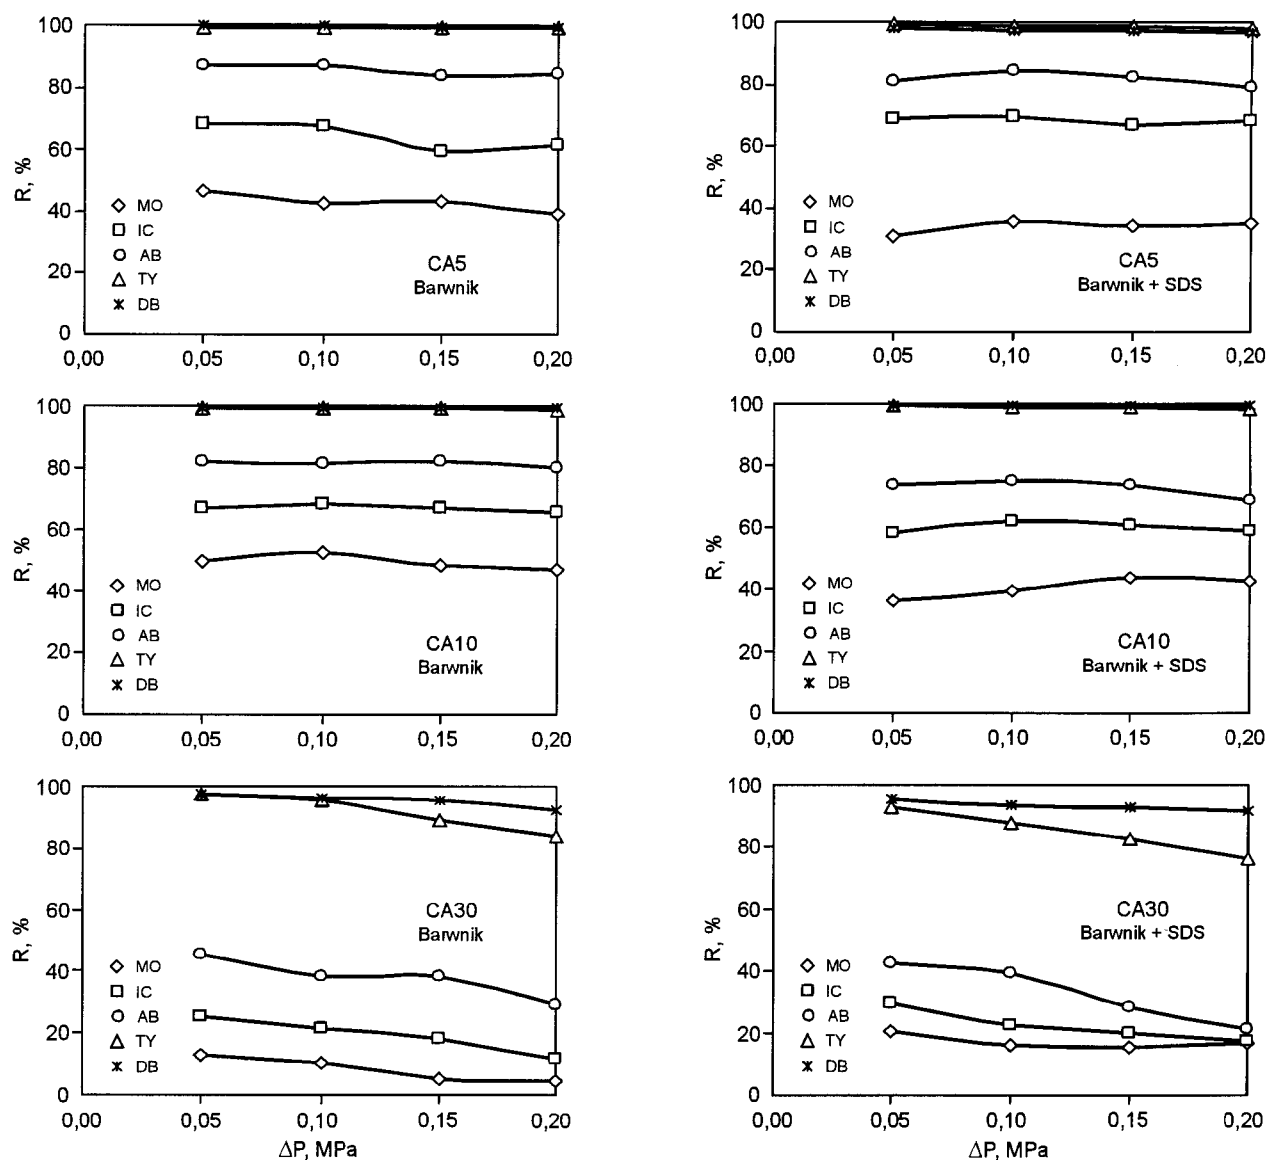 100
80
60
40
20
0
R, %
MO
IC
AB
TY
DB
CA5
Barwnik
0,00 0,05 0,10 0,15 0,20
100
80
60
40
20
0
R, %
MO
IC
AB
TY
DB
CA5
Barwnik + SDS
0,00 0,05 0,10 0,15 0,20
100
80
60
40
20
0
R, %
MO
IC
AB
TY
DB
CA10
Barwnik
0,00 0,05 0,10 0,15 0,20
100
80
60
40
20
0
R, %
MO
IC
AB
TY
DB
CA10
Barwnik + SDS
0,00 0,05 0,10 0,15 0,20
100
80
60
40
20
0
R, %
MO
IC
AB
TY
DB
CA30
Barwnik
0,00 0,05 0,10 0,15 0,20
ΔP, MPa
100
80
60
40
20
0
R, %
MO
IC
AB
TY
DB
CA30
Barwnik + SDS
0,00 0,05 0,10 0,15 0,20
ΔP, MPa